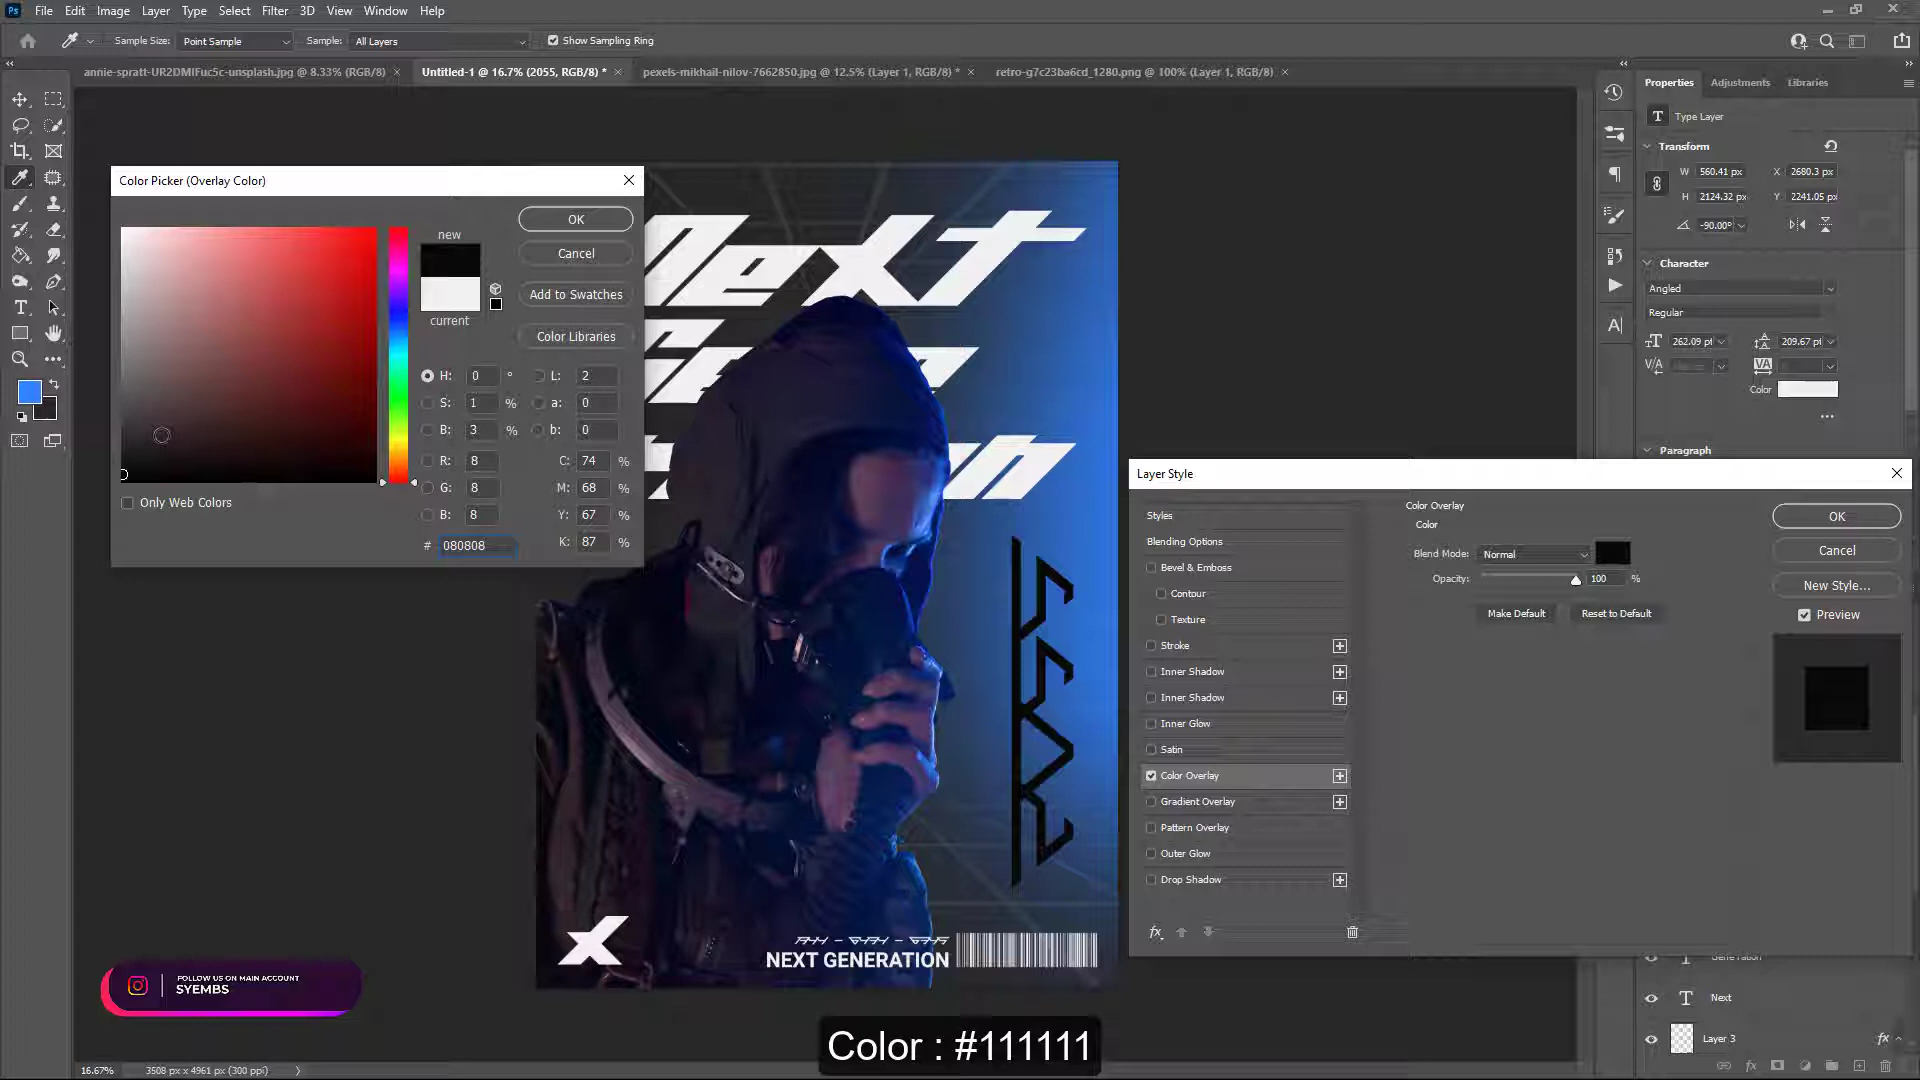 File Edit Image Layer Type Select Filter 3D View Window Help
Sample Size: Point Sample Sample: All Layers Show Sampling Ring
annie-spratt-UR2DMIFuc5c-unsplash.jpg @ 8.33% (RGB/8) Untitled-1 @ 16.7% (2055, RGB/8) * pexels-mikhail-nilov-7662850.jpg @ 12.5% (Layer 1, RGB/8) * retro-g7c23ba6cd_1280.png @ 100% (Layer 1, RGB/8)
Color Picker (Overlay Color)
new
current
OK
Cancel
Add to Swatches
Color Libraries
H: 0 ° L: 2
S: 1 % a: 0
B: 3 % b: 0
R: 8 C: 74 %
G: 8 M: 68 %
B: 8 Y: 67 %
# 080808 K: 87 %
Only Web Colors
Next
NEXT GENERATION
FOLLOW US ON MAIN ACCOUNT
SYEMBS
Color : #111111
16.67% 3508 px x 4961 px (300 ppi)
Properties Adjustments Libraries
Type Layer
Transform
W 560.41 px X 2680.3 px
H 2124.32 px Y 2241.05 px
-90.00°
Character
Angled
Regular
262.09 pt 209.67 pt
Color
Paragraph
Layer Style
Styles
Blending Options
Bevel & Emboss
Contour
Texture
Stroke
Inner Shadow
Inner Shadow
Inner Glow
Satin
Color Overlay
Gradient Overlay
Pattern Overlay
Outer Glow
Drop Shadow
fx
Color Overlay
Color
Blend Mode: Normal
Opacity: 100 %
Make Default Reset to Default
OK
Cancel
New Style...
Preview
Generation
Next
Layer 3 fx